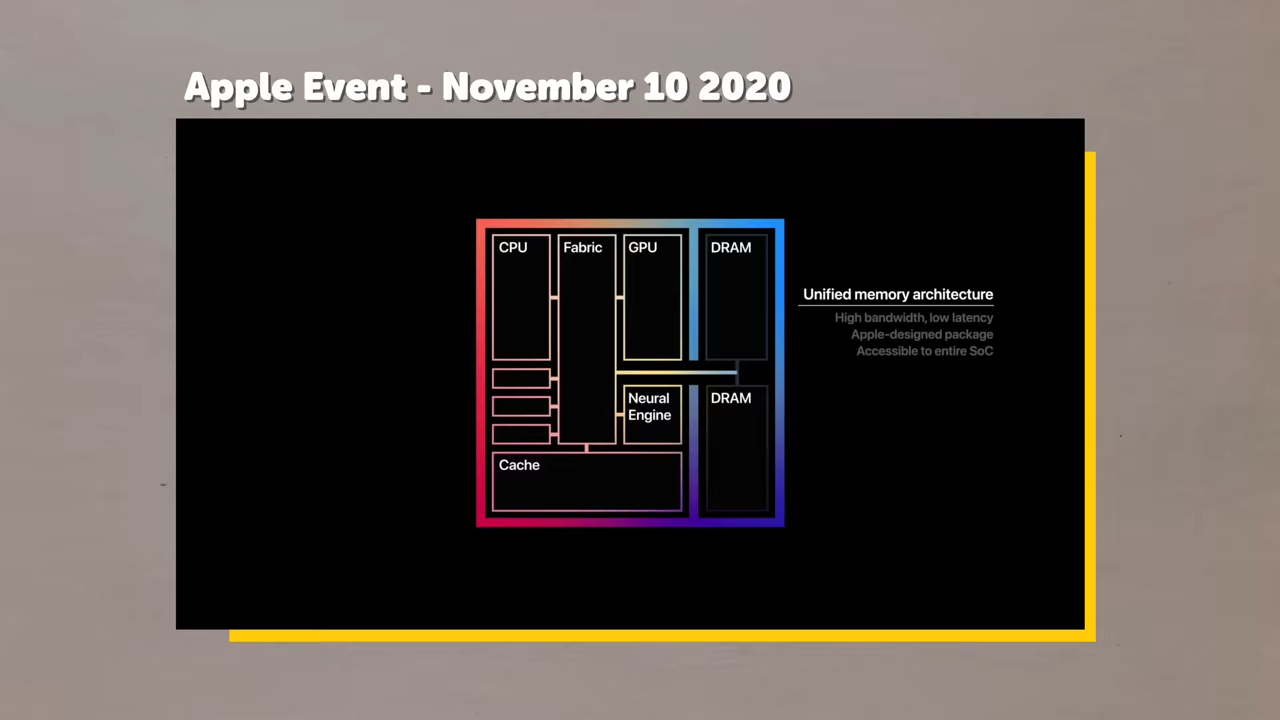 Apple Event - November 10 2020
CPU
Fabric
GPU
DRAM
Unified memory architecture
High bandwidth, low latency
Apple-designed package
Accessible to entire SoC
Neural
Engine
DRAM
Cache